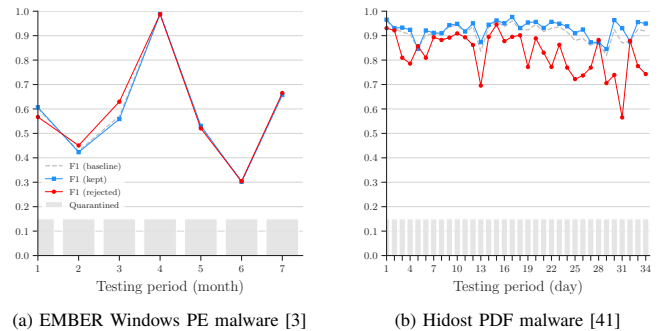 1.0
0.9
0.8
0.7
0.6
0.5
0.4
0.3
0.2
0.1
0.0
F1 (baseline)
F1 (kept)
F1 (rejected)
Quarantined
1 2 3 4 5 6 7
Testing period (month)
(a) EMBER Windows PE malware [3]
1.0
0.9
0.8
0.7
0.6
0.5
0.4
0.3
0.2
0.1
0.0
1 4 7 10 13 16 19 22 25 28 31 34
Testing period (day)
(b) Hidost PDF malware [41]